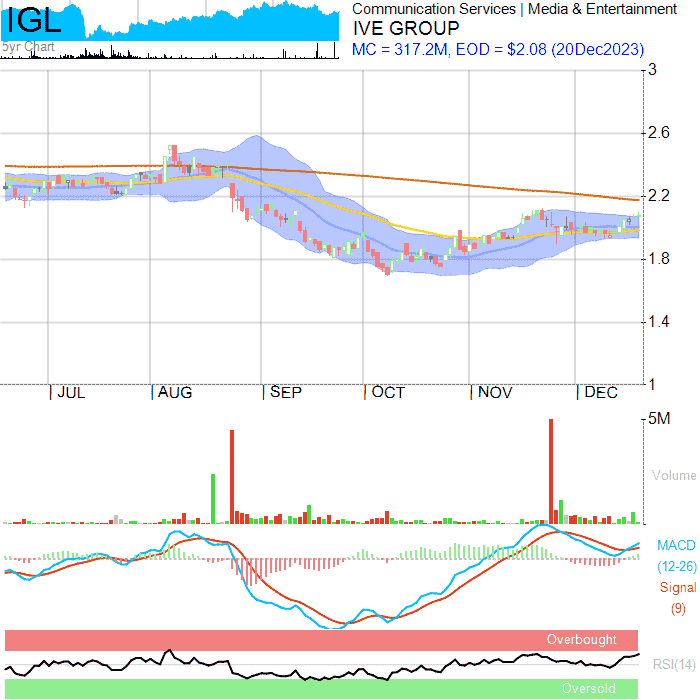 IGL
5yr Chart
Communication Services | Media & Entertainment
IVE GROUP
MC = 317.2M, EOD = $2.08 (20Dec2023)
3
2.6
2.2
1.8
1.4
1
JUL AUG SEP OCT NOV DEC
5M
Volume
MACD
(12-26)
Signal
(9)
Overbought
RSI(14)
Oversold